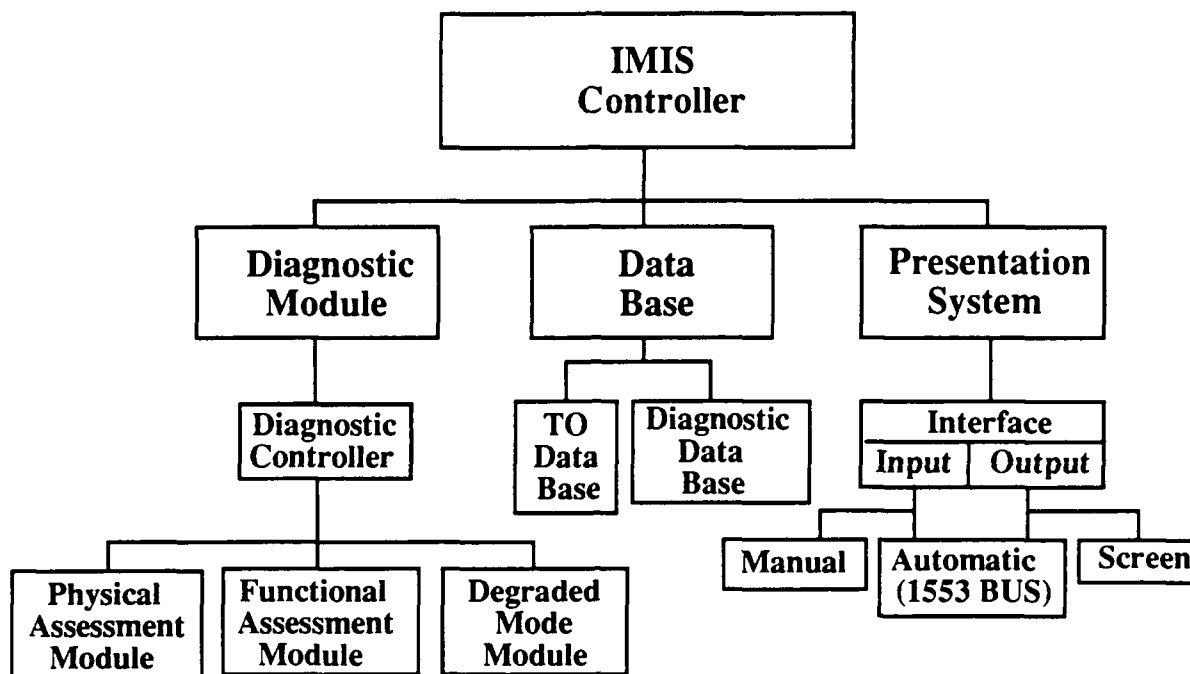 IMIS
Controller
Diagnostic
Module
Data
Base
Presentation
System
Diagnostic
Controller
TO
Data
Base
Diagnostic
Data
Base
Interface
Input
Output
Manual
Automatic
(1553 BUS)
Screen
Physical
Assessment
Module
Functional
Assessment
Module
Degraded
Mode
Module